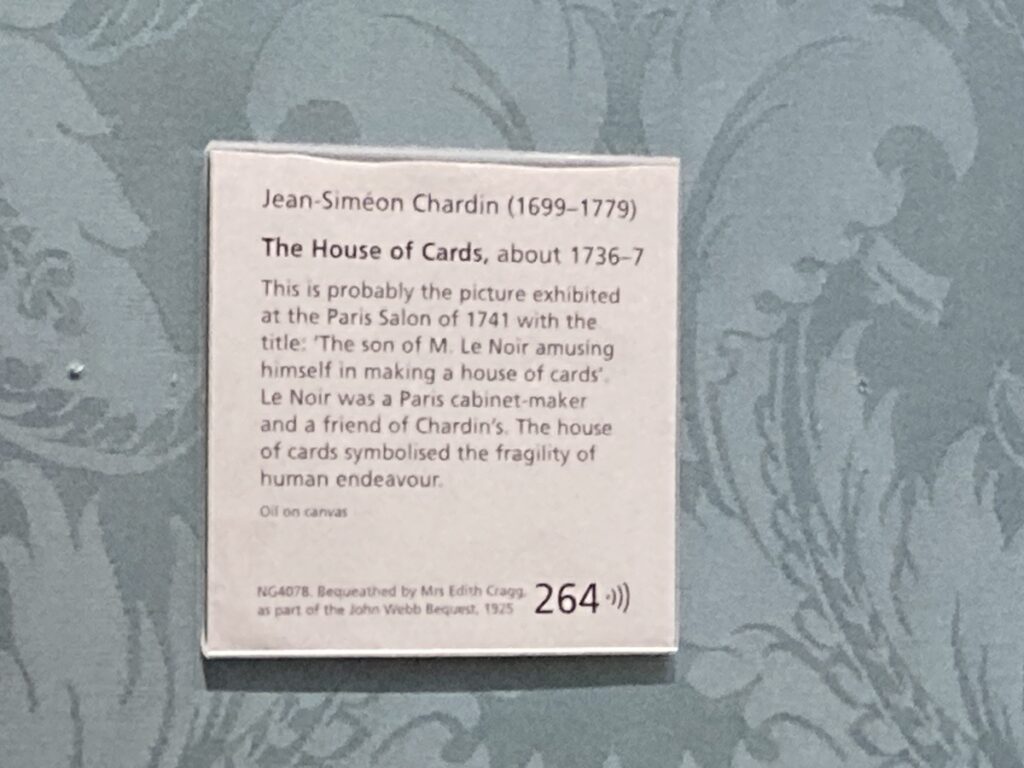 Jean-Siméon Chardin (1699–1779)
The House of Cards, about 1736–7
This is probably the picture exhibited
at the Paris Salon of 1741 with the
title: 'The son of M. Le Noir amusing
himself in making a house of cards'.
Le Noir was a Paris cabinet-maker
and a friend of Chardin's. The house
of cards symbolised the fragility of
human endeavour.
Oil on canvas
NG4078. Bequeathed by Mrs Edith Cragg,
as part of the John Webb Bequest, 1925
264